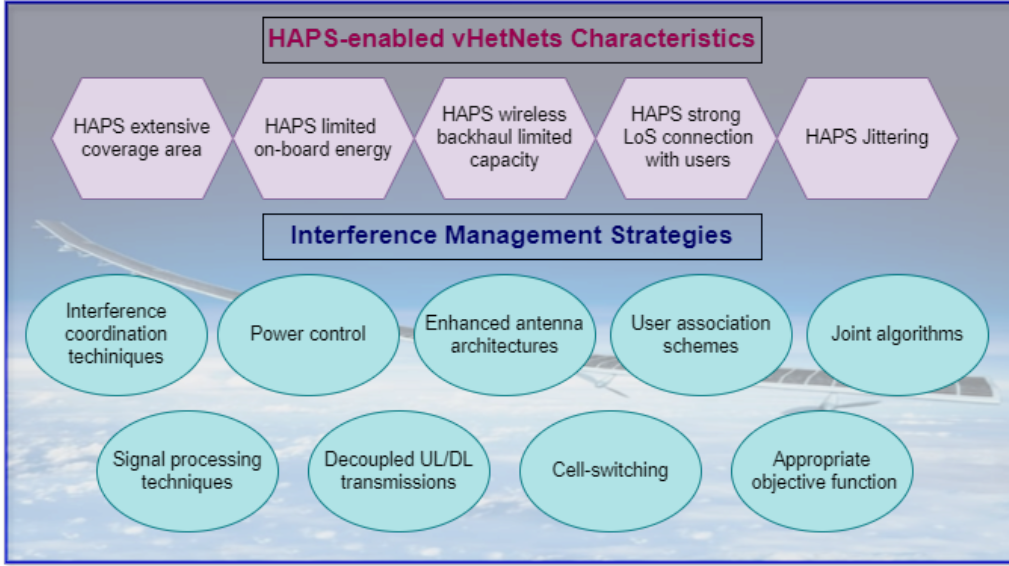 HAPS-enabled vHetNets Characteristics
HAPS extensive
coverage area
HAPS limited
on-board energy
HAPS wireless
backhaul limited
capacity
HAPS strong
LoS connection
with users
HAPS Jittering
Interference Management Strategies
Interference
coordination
techiniques
Power control
Enhanced antenna
architectures
User association
schemes
Joint algorithms
Signal processing
techniques
Decoupled UL/DL
transmissions
Cell-switching
Appropriate
objective function